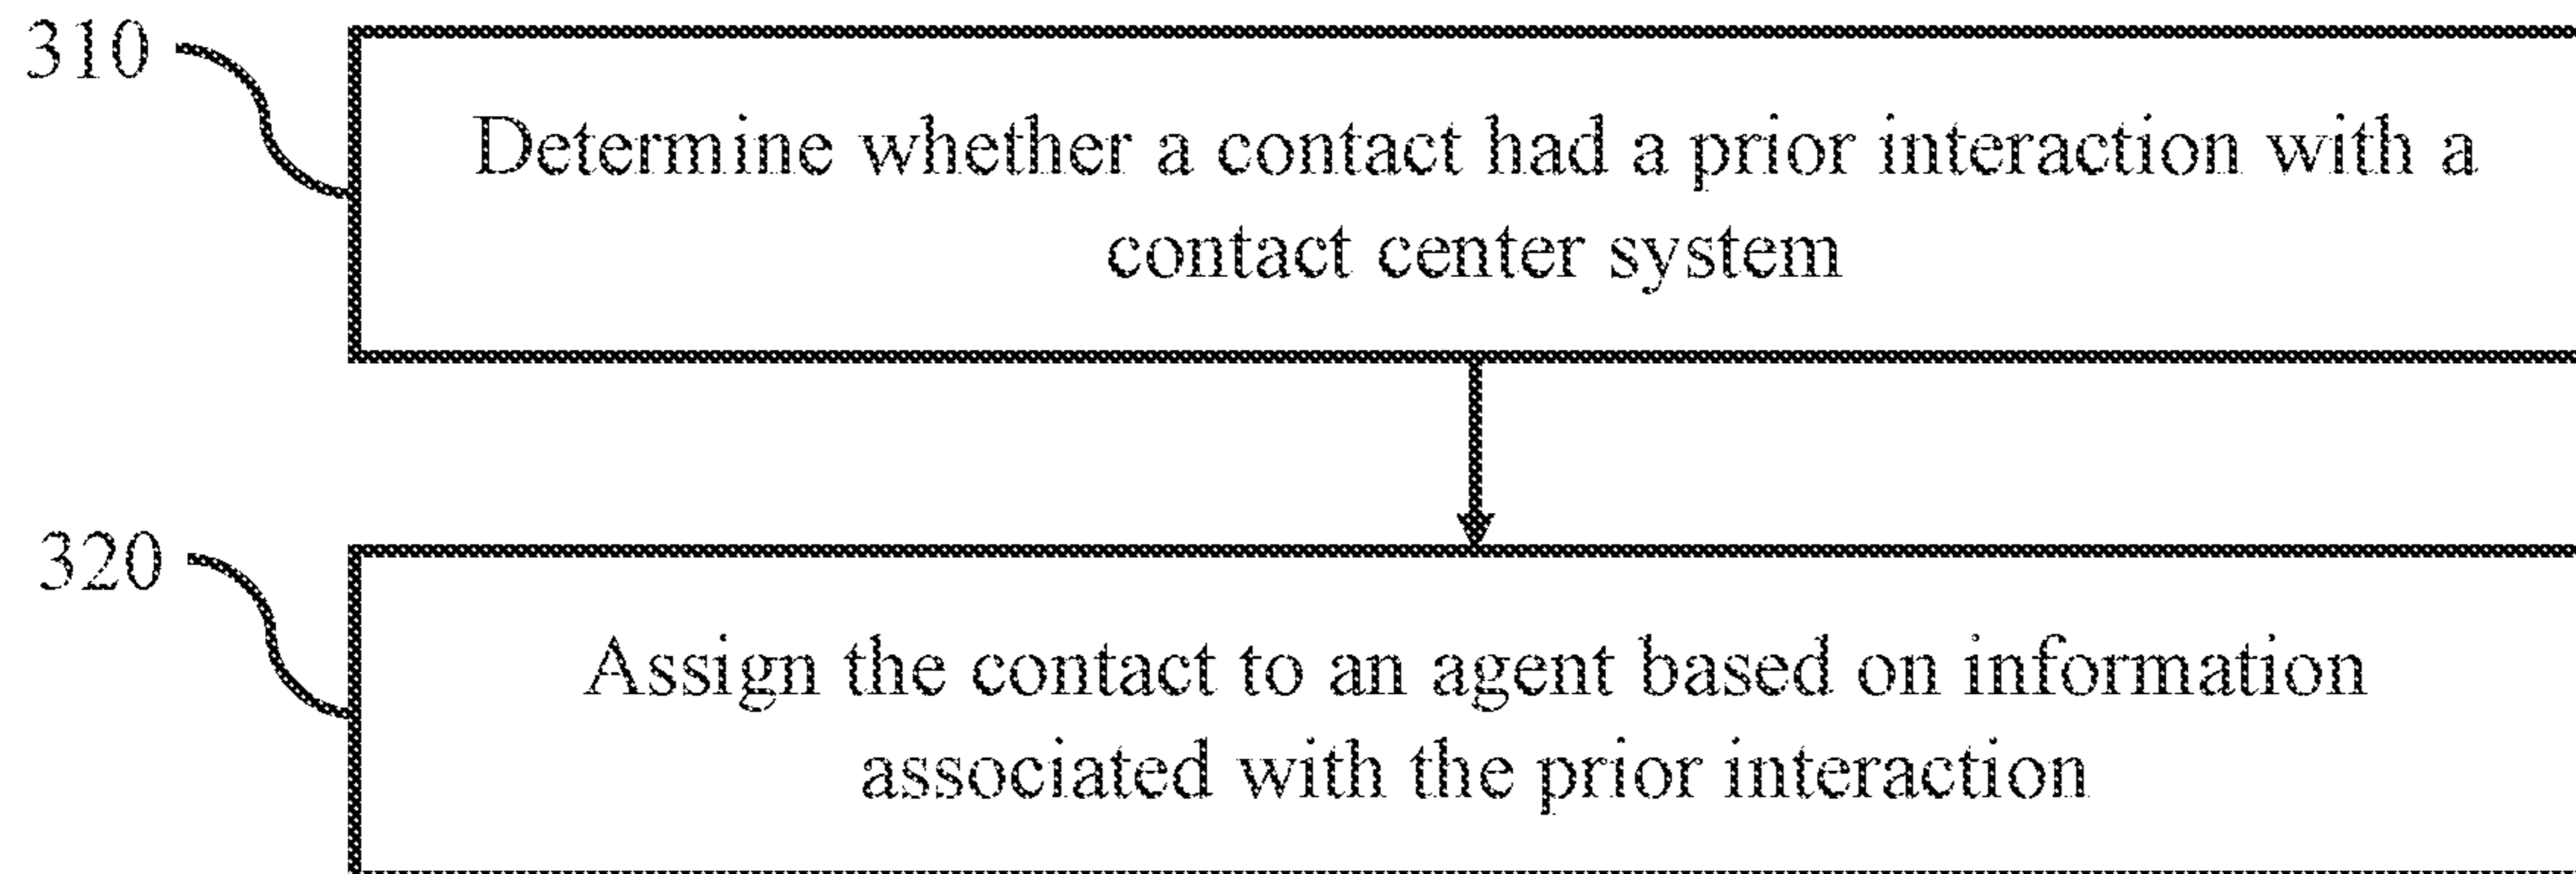 310
Determine whether a contact had a prior interaction with a
contact center system
320
Assign the contact to an agent based on information
associated with the prior interaction